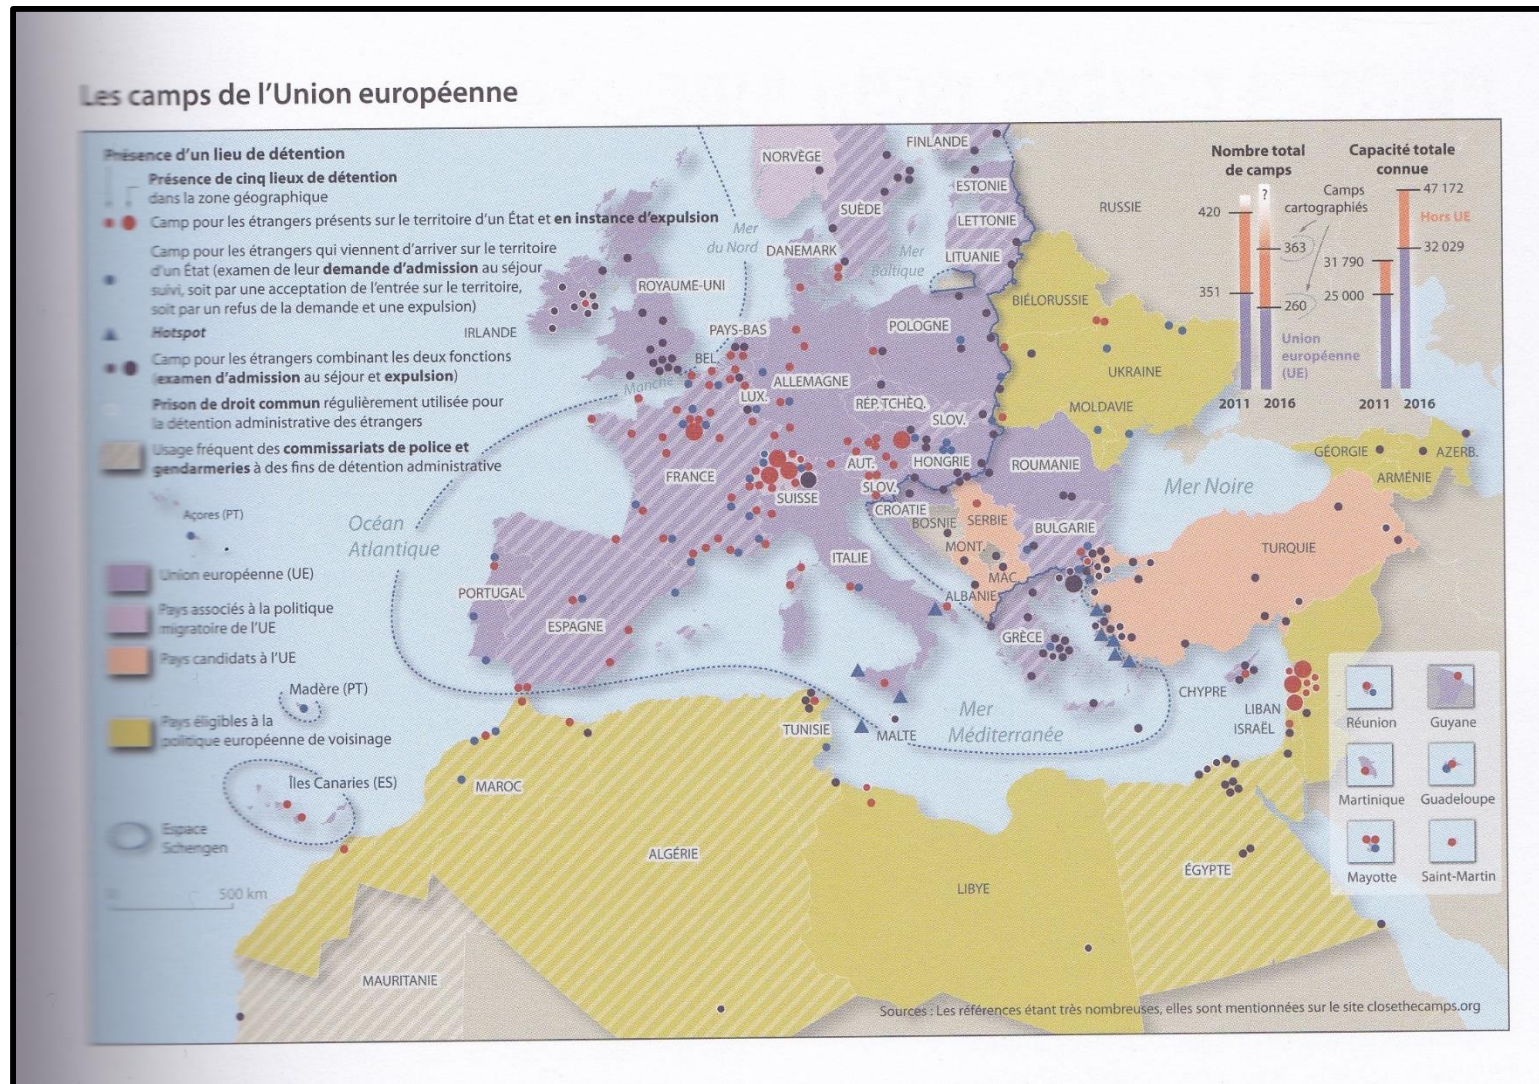 Les camps de l'Union européenne
Présence d'un lieu de détention
Présence de cinq lieux de détention
dans la zone géographique
Camp pour les étrangers présents sur le territoire d'un État et en instance d'expulsion
Camp pour les étrangers qui viennent d'arriver sur le territoire
d'un État (examen de leur demande d'admission au séjour
suivi, soit par une acceptation de l'entrée sur le territoire,
soit par un refus de la demande et une expulsion)
Hotspot
Camp pour les étrangers combinant les deux fonctions
(examen d'admission au séjour et expulsion)
Prison de droit commun régulièrement utilisée pour
la détention administrative des étrangers
Usage fréquent des commissariats de police et
gendarmeries à des fins de détention administrative
Açores (PT)
Union européenne (UE)
Pays associés à la politique
migratoire de l'UE
Pays candidats à l'UE
Madère (PT)
Pays éligibles à la
politique européenne de voisinage
Îles Canaries (ES)
Espace
Schengen
500 km
Océan
Atlantique
Mer
du Nord
Mer
Baltique
Manche
Mer Noire
Mer
Méditerranée
NORVÈGE
FINLANDE
SUÈDE
ESTONIE
LETTONIE
LITUANIE
RUSSIE
DANEMARK
ROYAUME-UNI
IRLANDE
PAYS-BAS
BEL.
LUX.
ALLEMAGNE
POLOGNE
BIÉLORUSSIE
UKRAINE
MOLDAVIE
RÉP. TCHÈQ.
SLOV.
AUT.
HONGRIE
ROUMANIE
FRANCE
SUISSE
SLOV.
CROATIE
BOSNIE
SERBIE
BULGARIE
MONT.
MAC.
ALBANIE
ITALIE
GRÈCE
PORTUGAL
ESPAGNE
TURQUIE
GÉORGIE
AZERB.
ARMÉNIE
CHYPRE
LIBAN
ISRAËL
MALTE
TUNISIE
MAROC
ALGÉRIE
LIBYE
ÉGYPTE
MAURITANIE
Nombre total
de camps
?
420
351
363
260
2011
2016
Camps
cartographiés
Union
européenne
(UE)
Capacité totale
connue
47 172
Hors UE
32 029
31 790
25 000
2011
2016
Réunion
Guyane
Martinique
Guadeloupe
Mayotte
Saint-Martin
Sources : Les références étant très nombreuses, elles sont mentionnées sur le site closethecamps.org